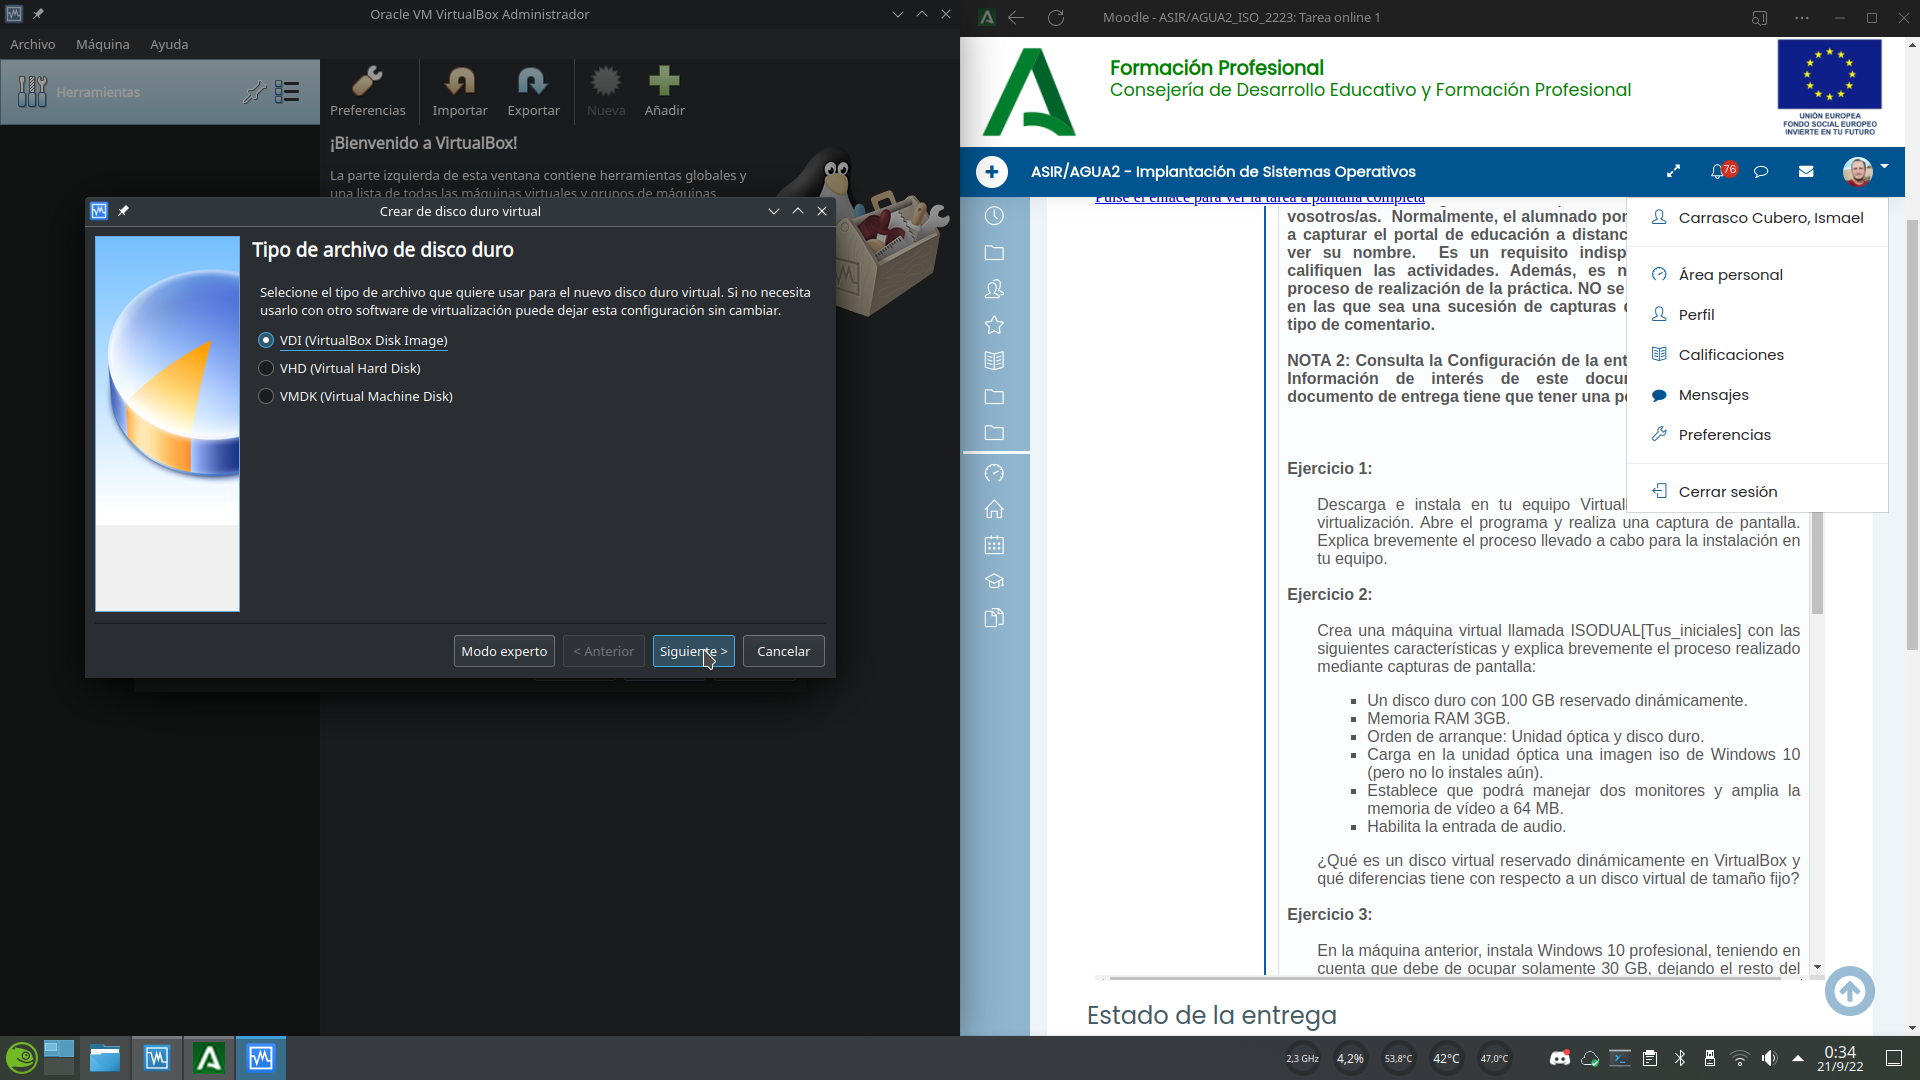 Oracle VM VirtualBox Administrador
Archivo Máquina Ayuda
Herramientas
Preferencias Importar Exportar Nueva Añadir
¡Bienvenido a VirtualBox!
La parte izquierda de esta ventana contiene herramientas globales y
una lista de todas las máquinas virtuales y grupos de máquinas
Crear de disco duro virtual
Tipo de archivo de disco duro
Selecione el tipo de archivo que quiere usar para el nuevo disco duro virtual. Si no necesita
usarlo con otro software de virtualización puede dejar esta configuración sin cambiar.
VDI (VirtualBox Disk Image)
VHD (Virtual Hard Disk)
VMDK (Virtual Machine Disk)
Modo experto < Anterior Siguiente > Cancelar
Moodle - ASIR/AGUA2_ISO_2223: Tarea online 1
Formación Profesional
Consejería de Desarrollo Educativo y Formación Profesional
UNIÓN EUROPEA
FONDO SOCIAL EUROPEO
INVIERTE EN TU FUTURO
ASIR/AGUA2 - Implantación de Sistemas Operativos
76
Pulse el enlace para ver la tarea a pantalla completa
vosotros/as. Normalmente, el alumnado por
a capturar el portal de educación a distanc
ver su nombre. Es un requisito indisp
califiquen las actividades. Además, es n
proceso de realización de la práctica. NO se
en las que sea una sucesión de capturas
tipo de comentario.
NOTA 2: Consulta la Configuración de la ent
Información de interés de este docu
documento de entrega tiene que tener una p
Carrasco Cubero, Ismael
Área personal
Perfil
Calificaciones
Mensajes
Preferencias
Cerrar sesión
Ejercicio 1:
Descarga e instala en tu equipo Virtual
virtualización. Abre el programa y realiza una captura de pantalla.
Explica brevemente el proceso llevado a cabo para la instalación en
tu equipo.
Ejercicio 2:
Crea una máquina virtual llamada ISODUAL[Tus_iniciales] con las
siguientes características y explica brevemente el proceso realizado
mediante capturas de pantalla:
Un disco duro con 100 GB reservado dinámicamente.
Memoria RAM 3GB.
Orden de arranque: Unidad óptica y disco duro.
Carga en la unidad óptica una imagen iso de Windows 10
(pero no lo instales aún).
Establece que podrá manejar dos monitores y amplia la
memoria de vídeo a 64 MB.
Habilita la entrada de audio.
¿Qué es un disco virtual reservado dinámicamente en VirtualBox y
qué diferencias tiene con respecto a un disco virtual de tamaño fijo?
Ejercicio 3:
En la máquina anterior, instala Windows 10 profesional, teniendo en
cuenta que debe de ocupar solamente 30 GB, dejando el resto del
Estado de la entrega
2,3 GHz 4,2% 53,8°C 42°C 47,0°C
0:34
21/9/22